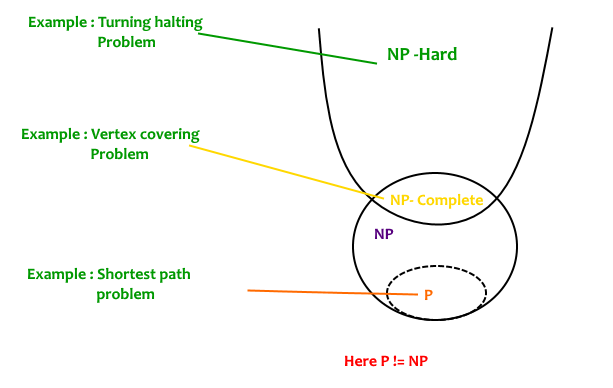 Example : Turning halting
Problem
NP -Hard
Example : Vertex covering
Problem
NP- Complete
NP
Example : Shortest path
problem
P
Here P != NP